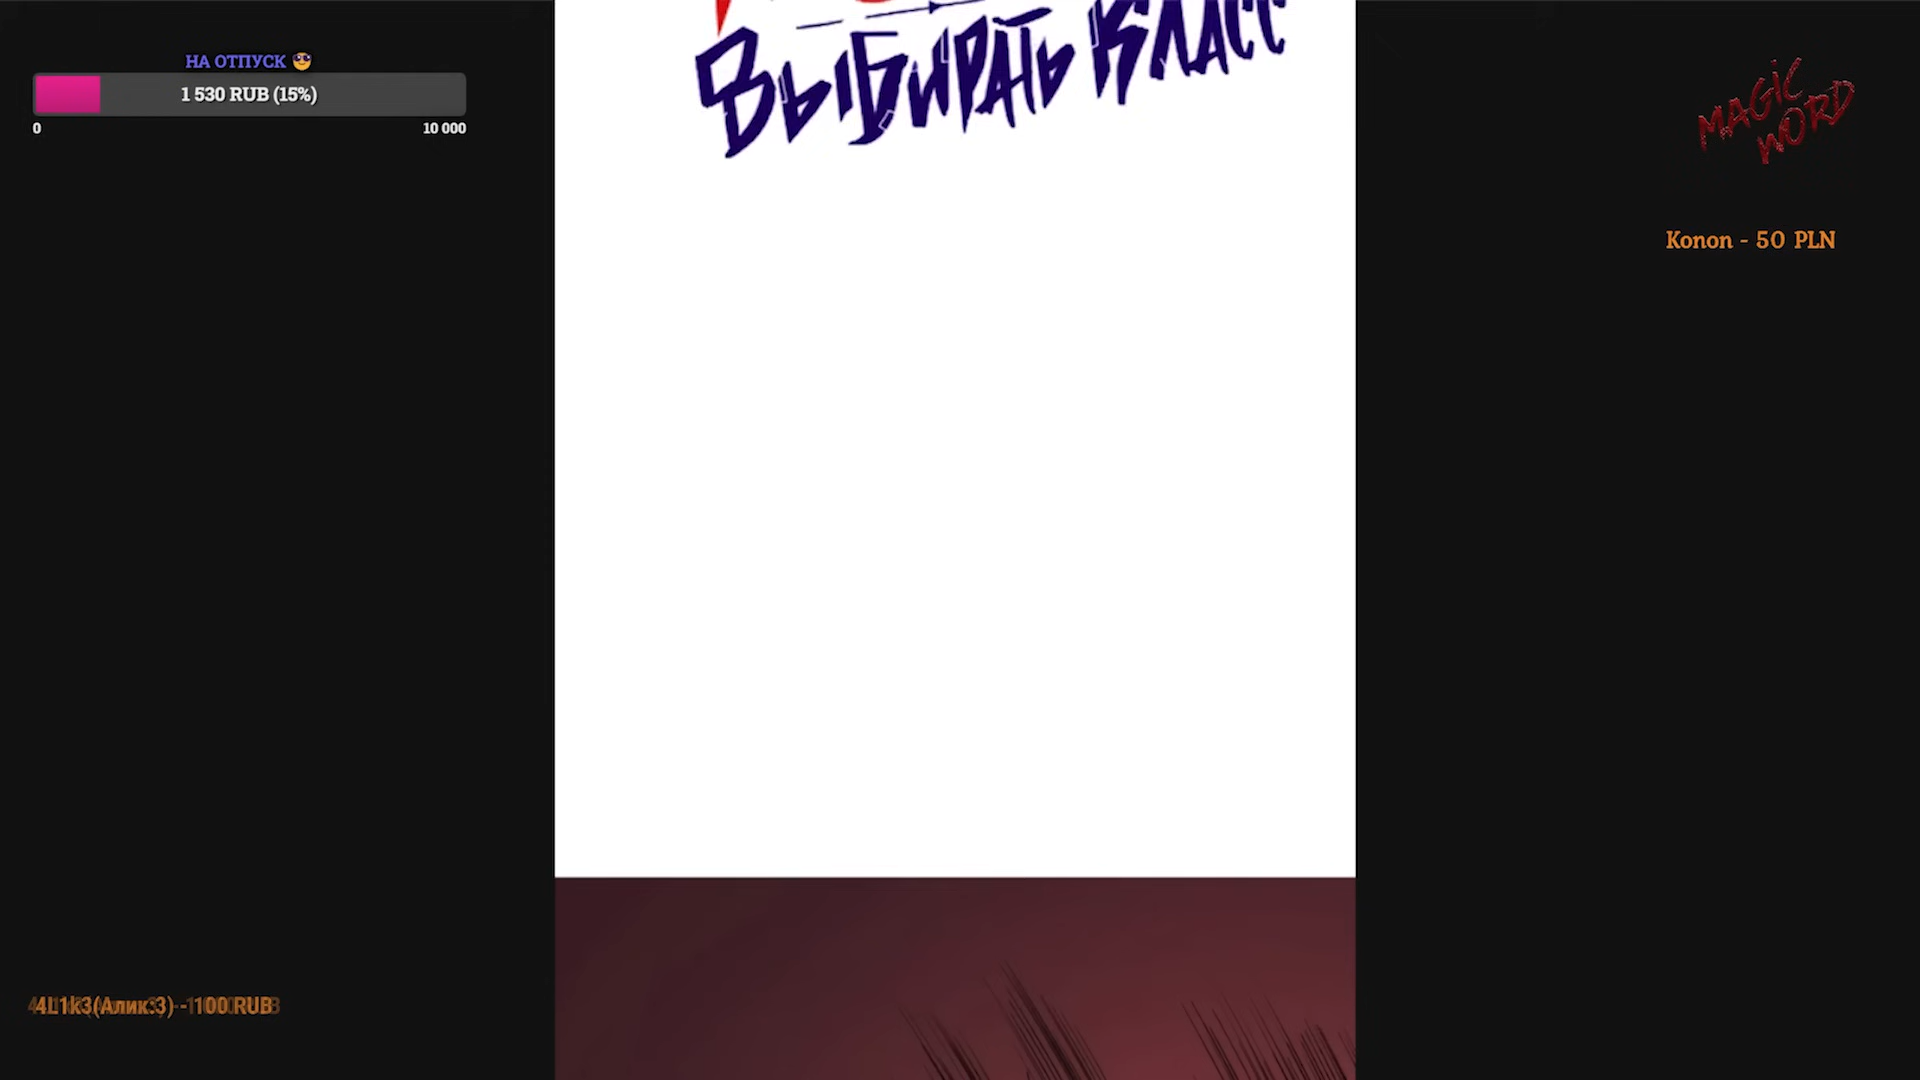 ВЫБИРАТЬ КЛАСС
НА ОТПУСК
1 530 RUB (15%)
0
10 000
MAGIC
WORD
Konon - 50 PLN
4L1k3(Алик:3) - 100 RUB